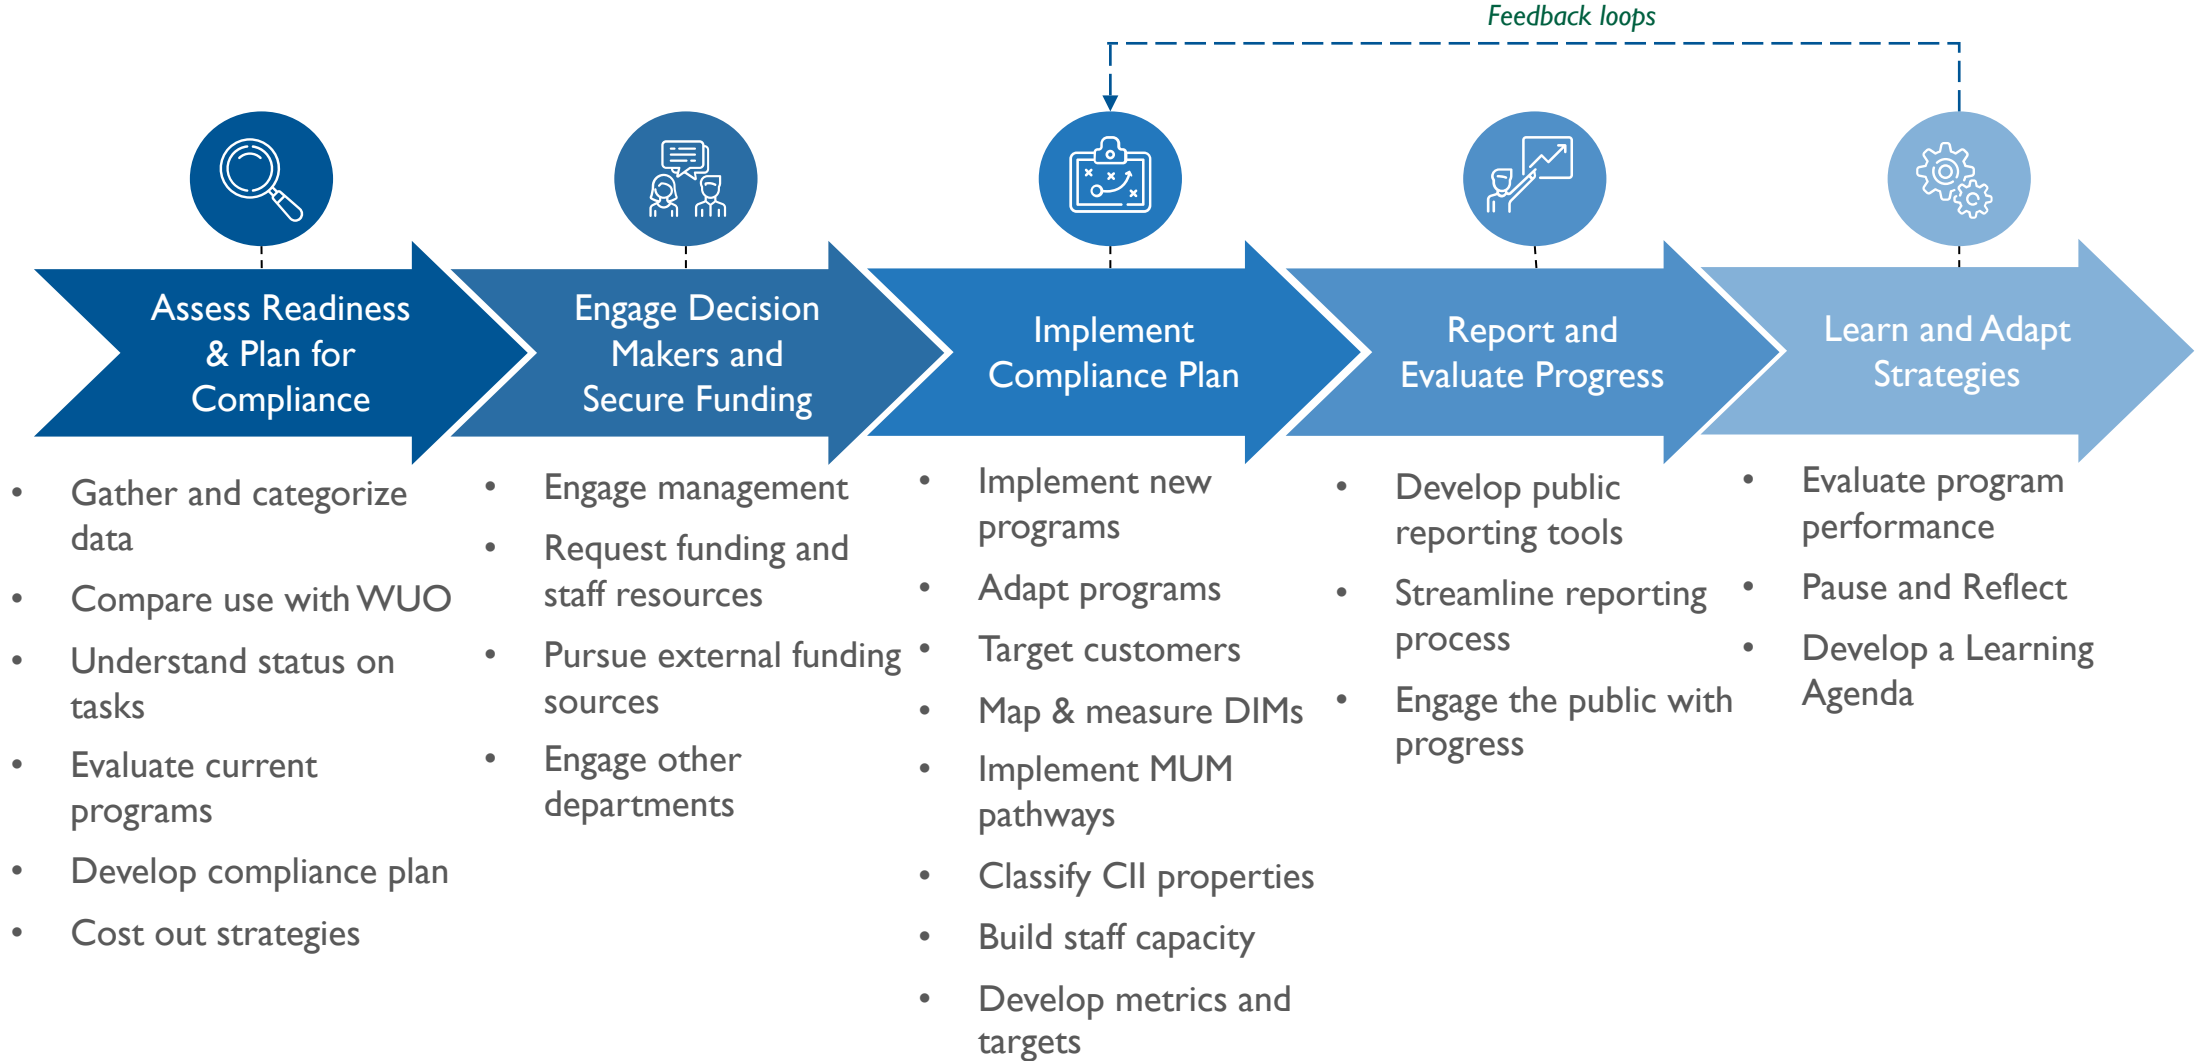 Feedback loops
Assess Readiness
& Plan for
Compliance
Engage Decision
Makers and
Secure Funding
Implement
Compliance Plan
Report and
Evaluate Progress
Learn and Adapt
Strategies
• Gather and categorize
data
• Compare use with WUO
• Understand status on
tasks
• Evaluate current
programs
• Develop compliance plan
• Cost out strategies
• Engage management
• Request funding and
staff resources
• Pursue external funding
sources
• Engage other
departments
• Implement new
programs
• Adapt programs
• Target customers
• Map & measure DIMs
• Implement MUM
pathways
• Classify CII properties
• Build staff capacity
• Develop metrics and
targets
• Develop public
reporting tools
• Streamline reporting
process
• Engage the public with
progress
• Evaluate program
performance
• Pause and Reflect
• Develop a Learning
Agenda